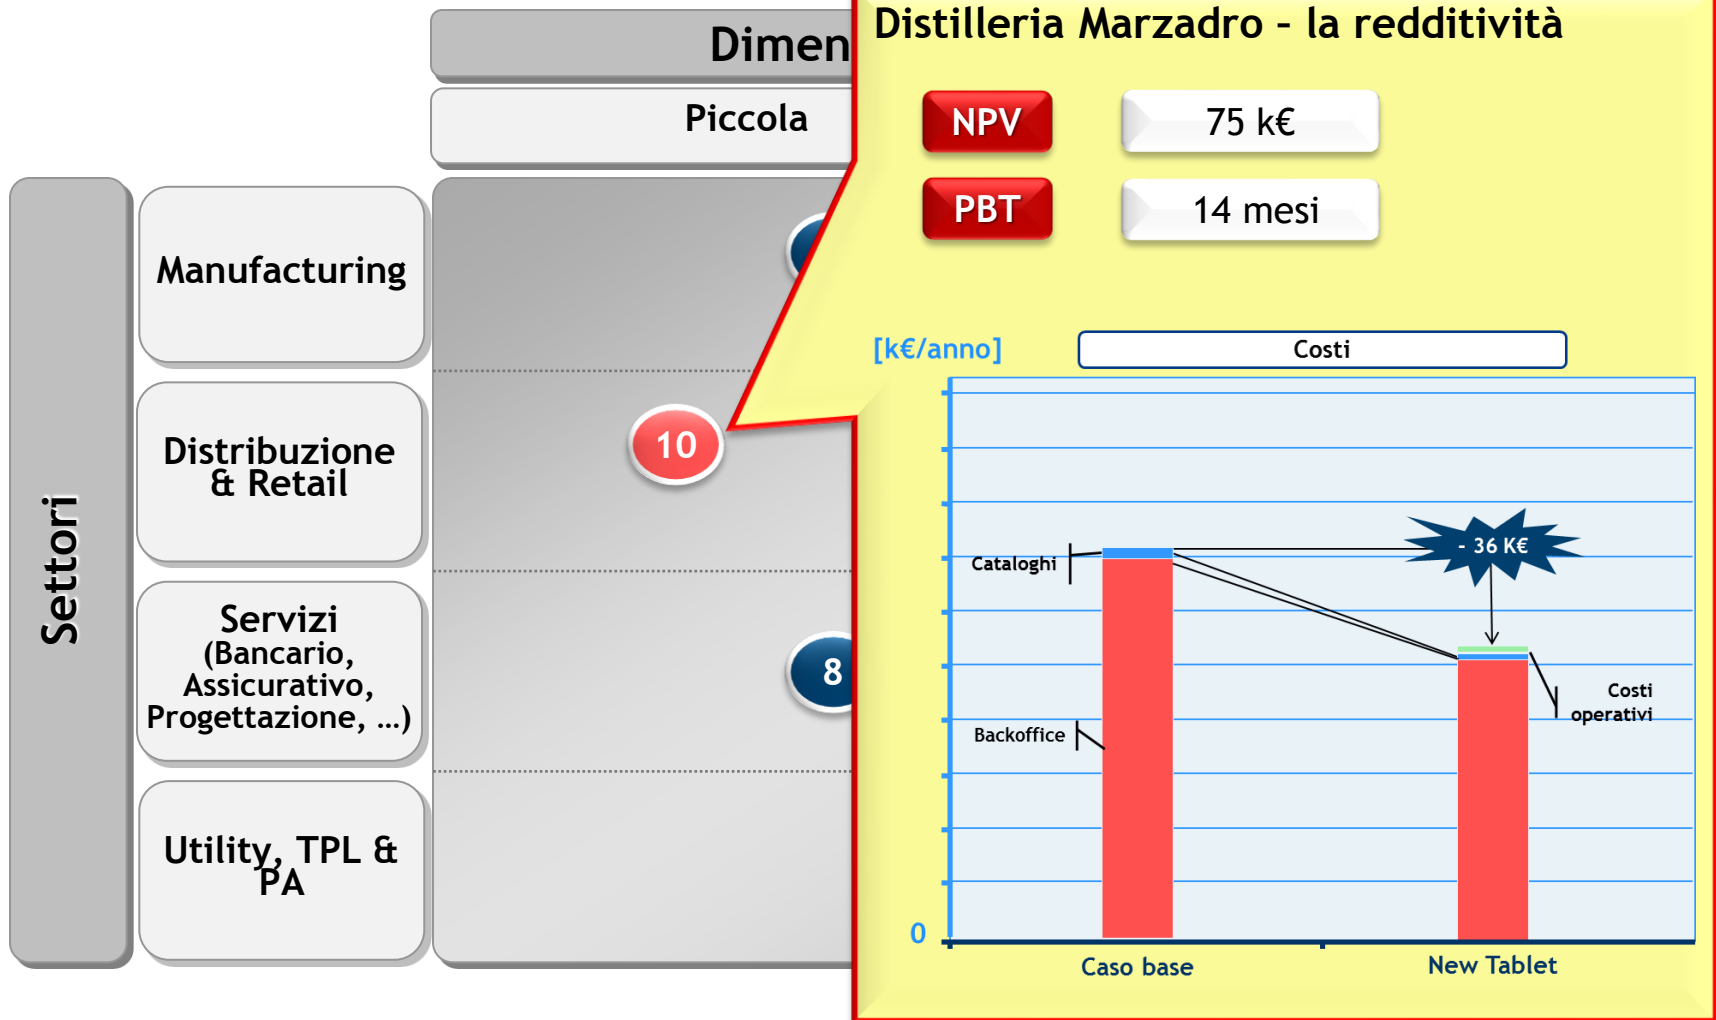 Dimen
Piccola
Settori
Manufacturing
Distribuzione
& Retail
Servizi
(Bancario,
Assicurativo,
Progettazione, …)
Utility, TPL &
PA
10
8
Distilleria Marzadro – la redditività
NPV
75 k€
PBT
14 mesi
[k€/anno]
Costi
- 36 K€
Cataloghi
Backoffice
Costi
operativi
0
Caso base
New Tablet